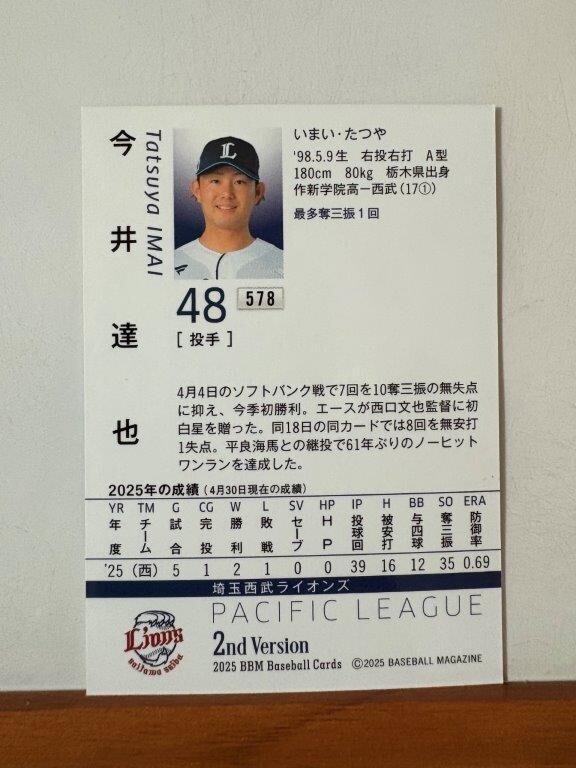 今井達也
Tatsuya IMAI
L
いまい・たつや
'98.5.9生 右投右打 A型
180cm 80kg 栃木県出身
作新学院高－西武(17①)
最多奪三振1回
48 578
[投手]
4月4日のソフトバンク戦で7回を10奪三振の無失点
に抑え、今季初勝利。エースが西口文也監督に初
白星を贈った。同18日の同カードでは8回を無安打
1失点。平良海馬との継投で61年ぶりのノーヒット
ワンランを達成した。
2025年の成績(4月30日現在の成績)
YR TM G CG W L SV HP IP H BB SO ERA
年度 チーム 試合 完投 勝利 敗戦 セーブ HP 投球回 被安打 与四球 奪三振 防御率
'25 (西) 5 1 2 1 0 0 39 16 12 35 0.69
埼玉西武ライオンズ
PACIFIC LEAGUE
Lions
saitama seibu
2nd Version
2025 BBM Baseball Cards ©2025 BASEBALL MAGAZINE